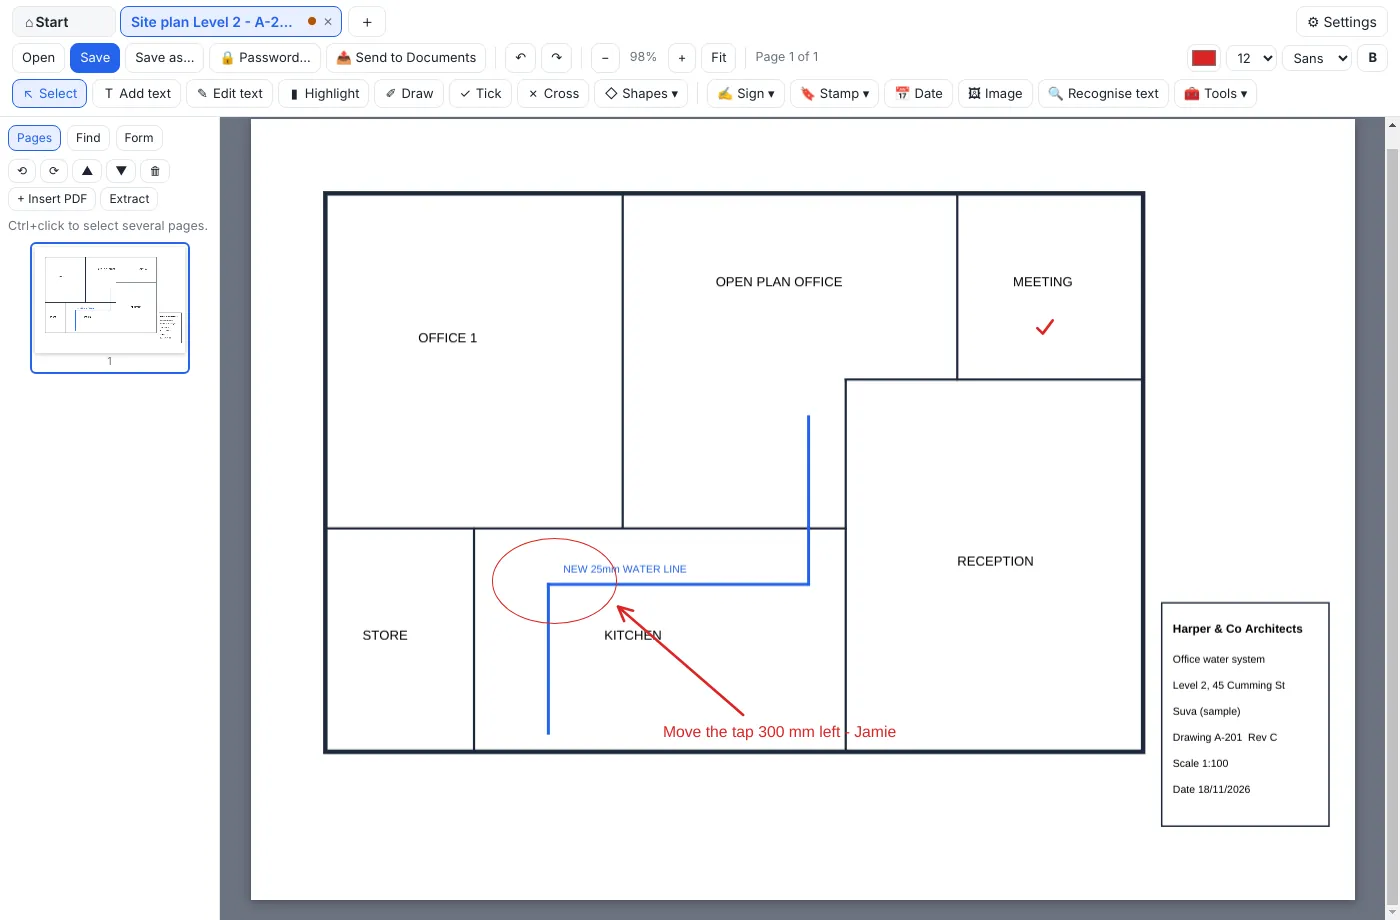 Start
Site plan Level 2 - A-2... ×
+
Settings
Open Save Save as... Password... Send to Documents
− 98% + Fit Page 1 of 1
12 Sans B
Select T Add text Edit text Highlight Draw Tick Cross Shapes Sign Stamp Date Image Recognise text Tools
Pages Find Form
+ Insert PDF Extract
Ctrl+click to select several pages.
1
OPEN PLAN OFFICE
MEETING
OFFICE 1
RECEPTION
NEW 25mm WATER LINE
STORE
KITCHEN
Move the tap 300 mm left - Jamie
Harper & Co Architects
Office water system
Level 2, 45 Cumming St
Suva (sample)
Drawing A-201 Rev C
Scale 1:100
Date 18/11/2026